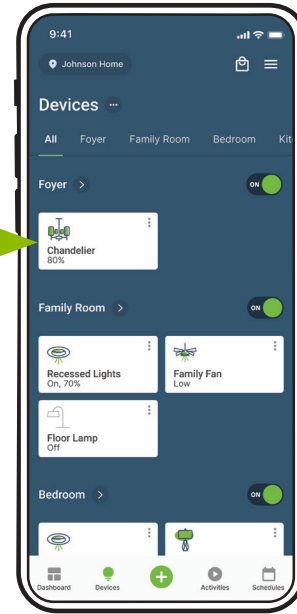 9:41
Johnson Home
Devices ...
All Foyer Family Room Bedroom Kit
Foyer > ON
Chandelier
80%
Family Room > ON
Recessed Lights Family Fan
On, 70% Low
Floor Lamp
Off
Bedroom > ON
Dashboard Devices Activities Schedules